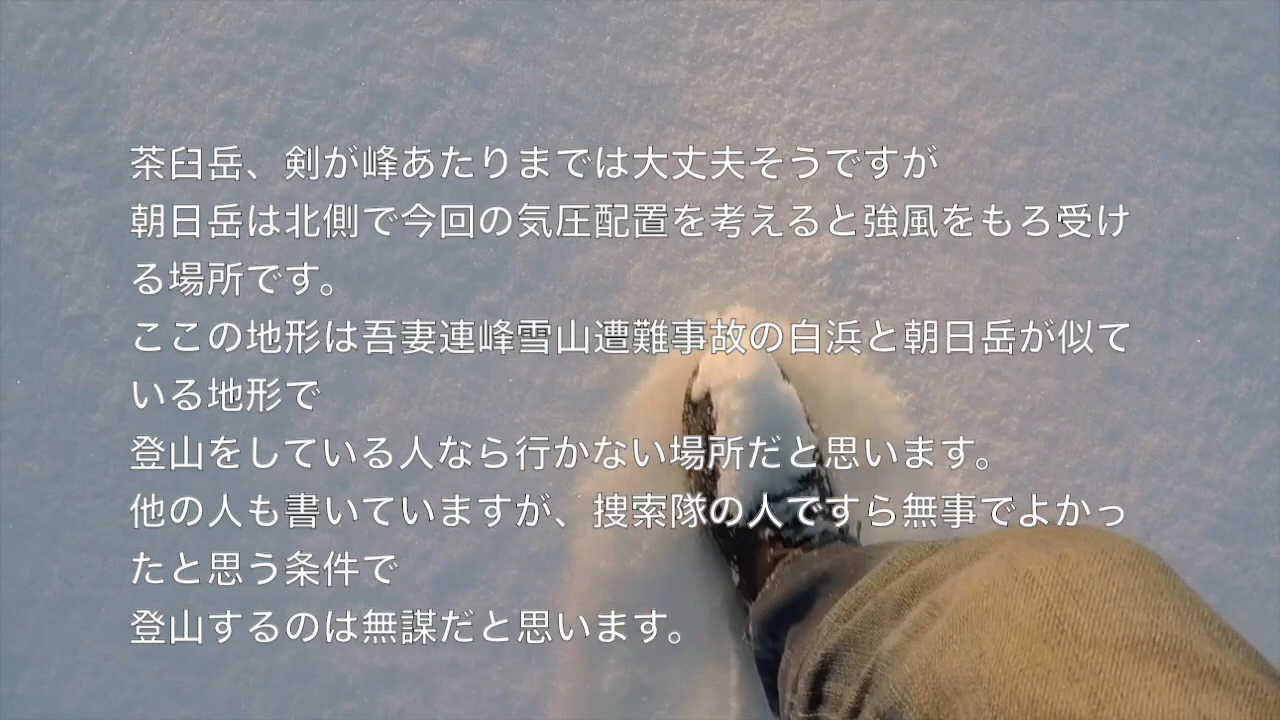 茶臼岳、剣が峰あたりまでは大丈夫そうですが
朝日岳は北側で今回の気圧配置を考えると強風をもろ受け
る場所です。
ここの地形は吾妻連峰雪山遭難事故の白浜と朝日岳が似て
いる地形で
登山をしている人なら行かない場所だと思います。
他の人も書いていますが、捜索隊の人ですら無事でよかっ
たと思う条件で
登山するのは無謀だと思います。